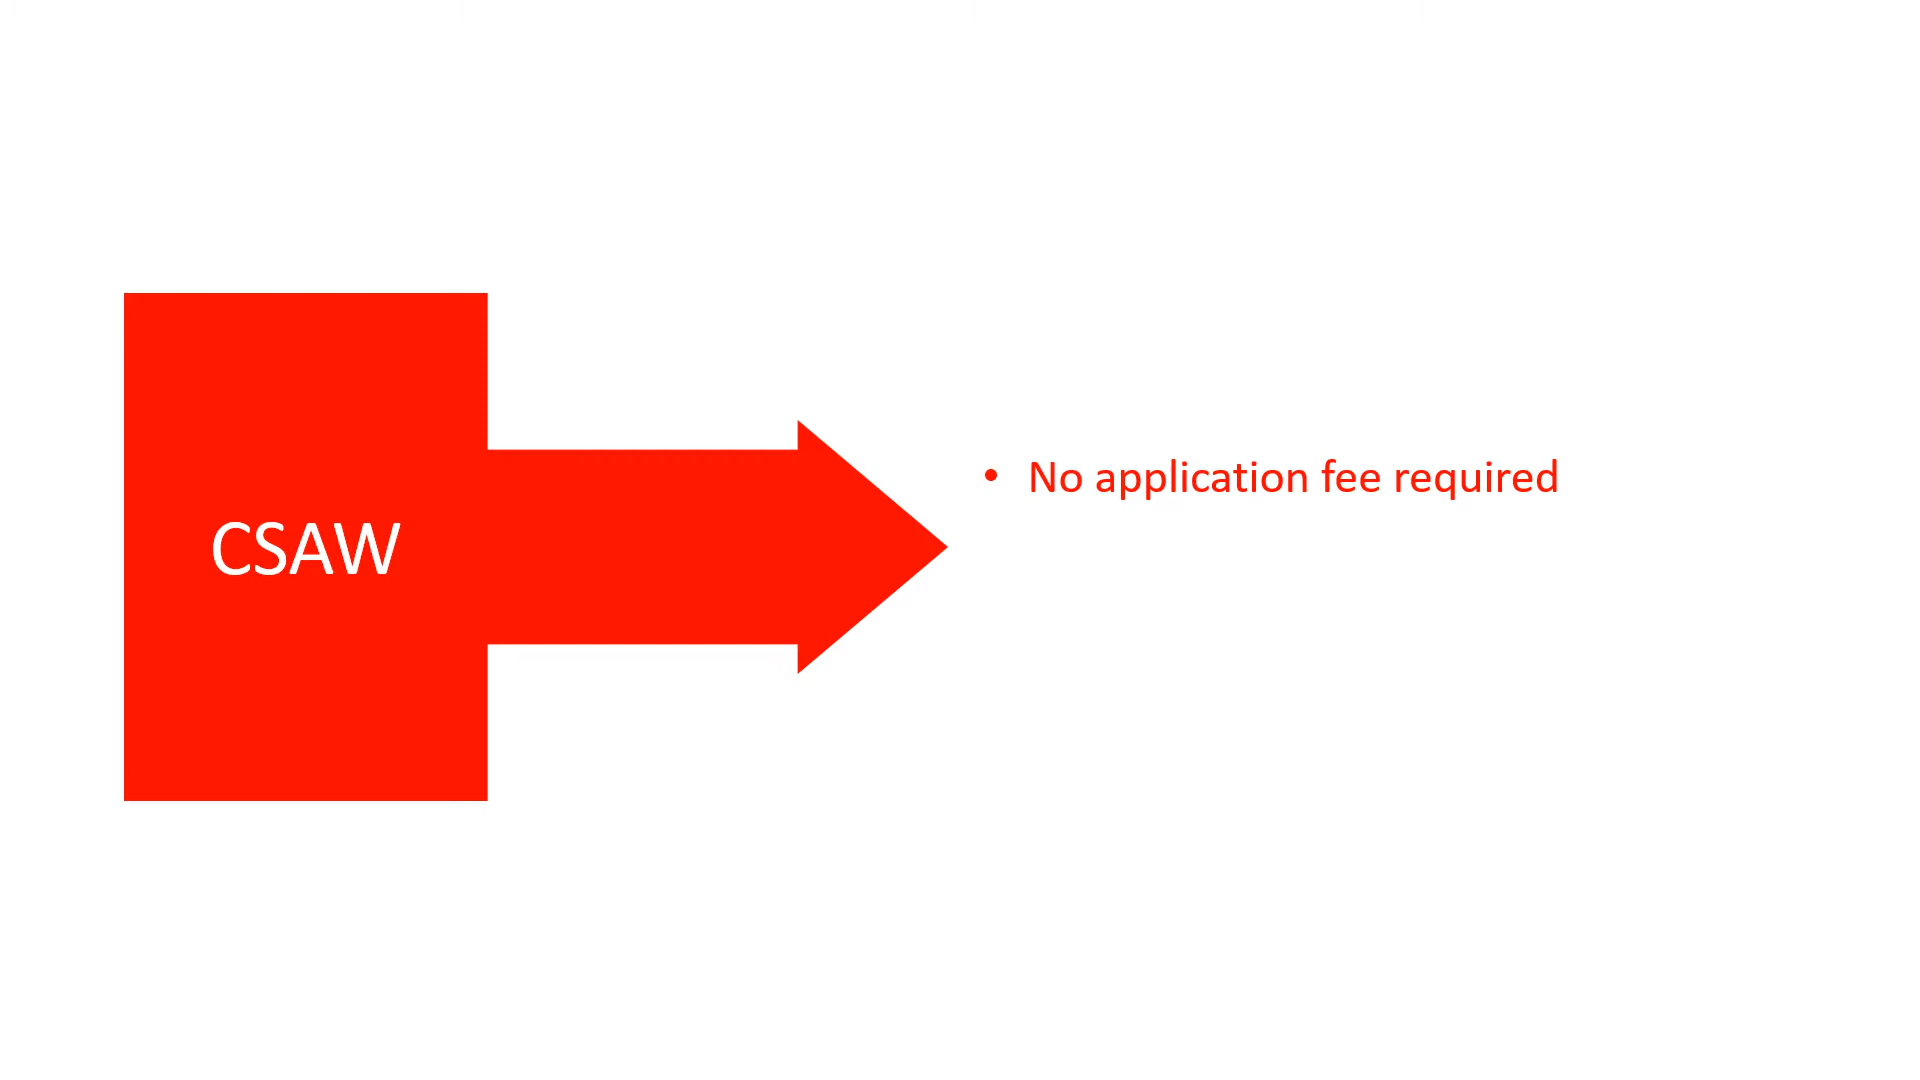 CSAW
• No application fee required